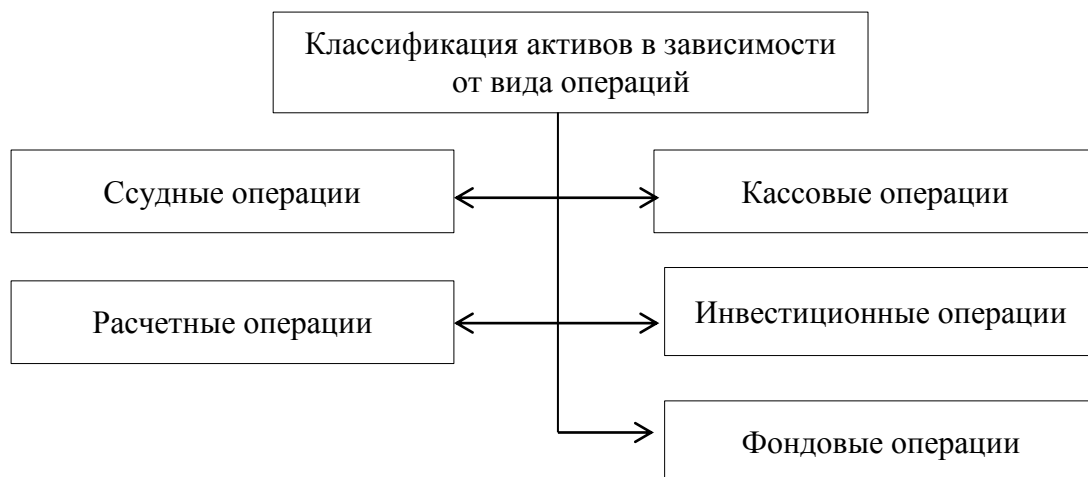 Классификация активов в зависимости
от вида операций
Ссудные операции
Кассовые операции
Расчетные операции
Инвестиционные операции
Фондовые операции